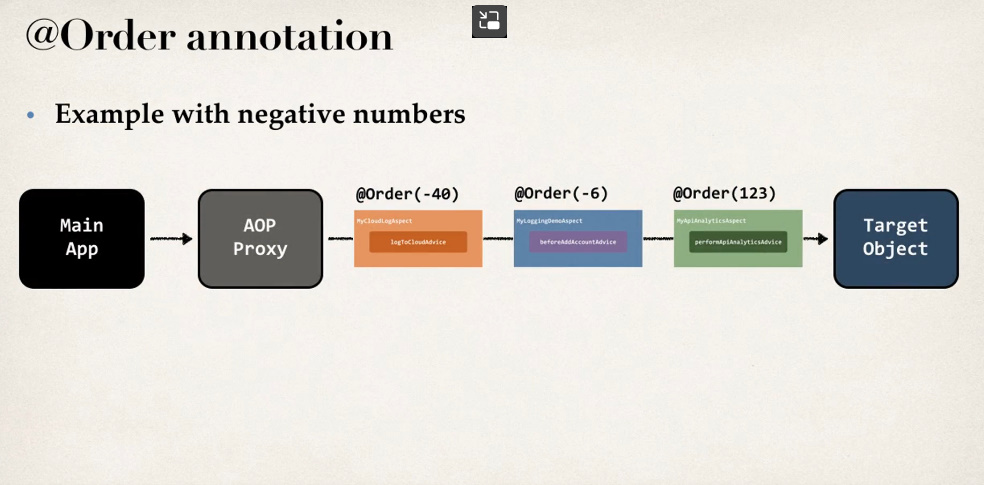 @Order annotation
• Example with negative numbers
Main
App
AOP
Proxy
@Order(-40)
MyCloudLogAspect
logToCloudAdvice
@Order(-6)
MyLoggingDemoAspect
beforeAddAccountAdvice
@Order(123)
MyApiAnalyticsAspect
performApiAnalyticsAdvice
Target
Object